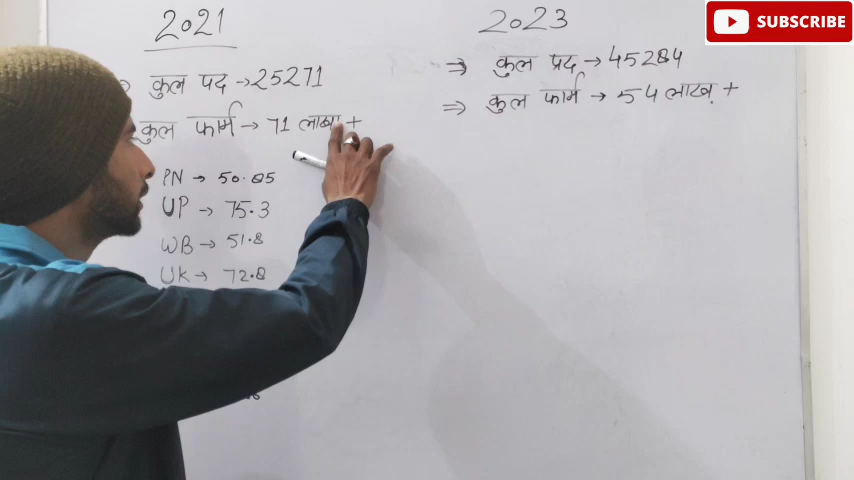 2021
कुल पद → 25271
कुल फार्म → 71 लाख +
PN → 50.85
UP → 75.3
WB → 51.8
UK → 72.8
2023
⇒ कुल पद → 45284
⇒ कुल फार्म → 54 लाख +
SUBSCRIBE